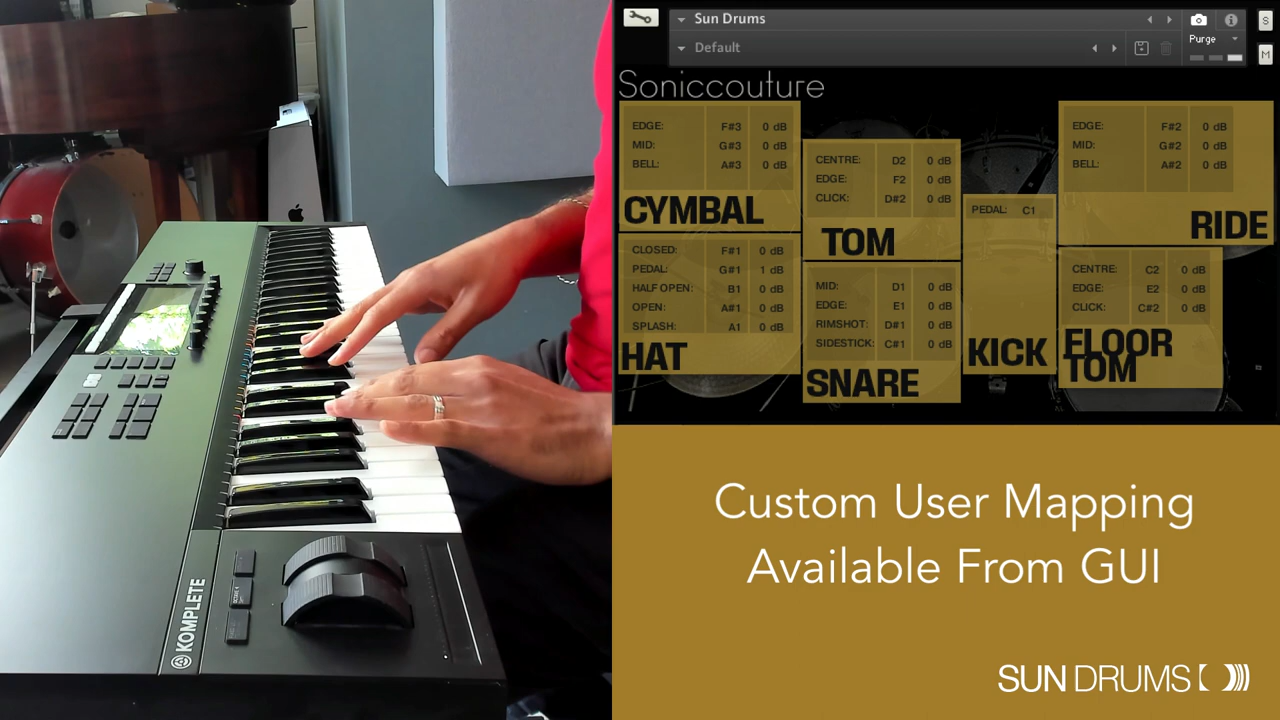 Sun Drums
Default
Purge
S
M
Soniccouture
EDGE: F#3 0 dB
MID: G#3 0 dB
BELL: A#3 0 dB
CYMBAL
CLOSED: F#1 0 dB
PEDAL: G#1 1 dB
HALF OPEN: B1 0 dB
OPEN: A#1 0 dB
SPLASH: A1 0 dB
HAT
CENTRE: D2 0 dB
EDGE: F2 0 dB
CLICK: D#2 0 dB
TOM
MID: D1 0 dB
EDGE: E1 0 dB
RIMSHOT: D#1 0 dB
SIDESTICK: C#1 0 dB
SNARE
PEDAL: C1
KICK
EDGE: F#2 0 dB
MID: G#2 0 dB
BELL: A#2 0 dB
RIDE
CENTRE: C2 0 dB
EDGE: E2 0 dB
CLICK: C#2 0 dB
FLOOR
TOM
KOMPLETE
Custom User Mapping
Available From GUI
SUN DRUMS